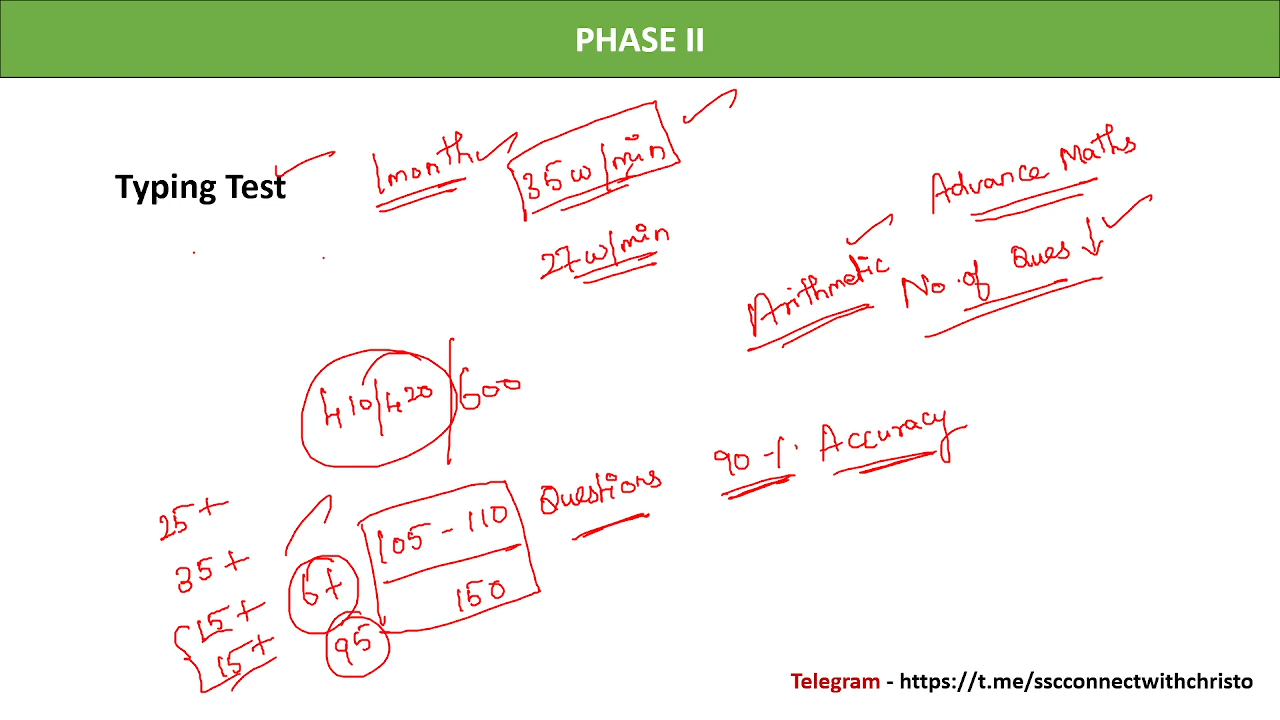 PHASE II
Typing Test
1month
35w/min
27w/min
Advance Maths
Arithmetic
No. of Ques ↓
410/420 | 600
90 % Accuracy
Questions
105 - 110
150
25+
35+
15+
15+
95
Telegram - https://t.me/sscconnectwithchristo